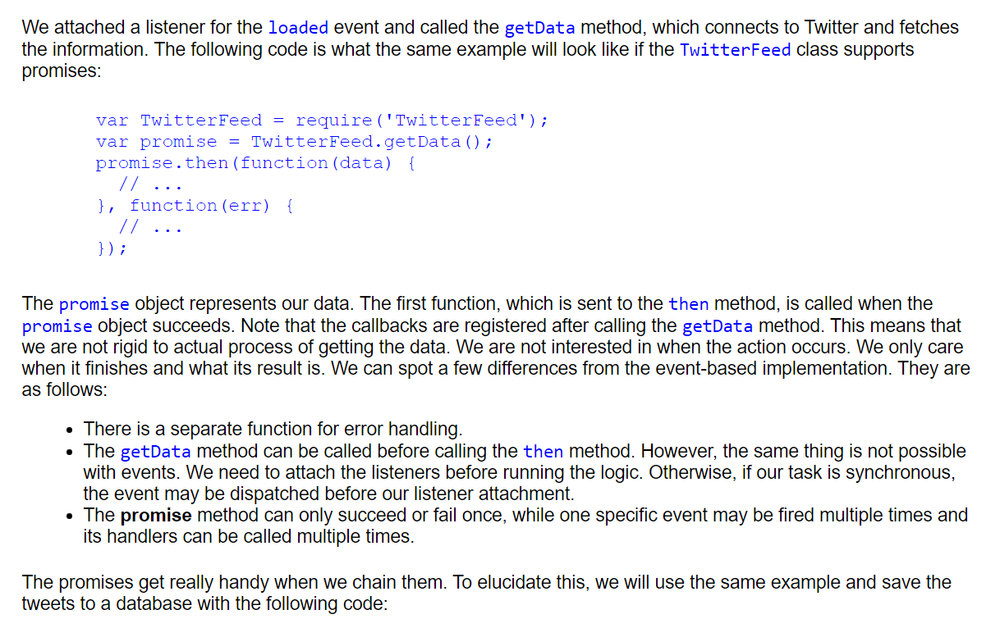 We attached a listener for the loaded event and called the getData method, which connects to Twitter and fetches
the information. The following code is what the same example will look like if the TwitterFeed class supports
promises:
var TwitterFeed = require('TwitterFeed');
var promise = TwitterFeed.getData();
promise.then(function(data) {
  // ...
}, function(err) {
  // ...
});
The promise object represents our data. The first function, which is sent to the then method, is called when the
promise object succeeds. Note that the callbacks are registered after calling the getData method. This means that
we are not rigid to actual process of getting the data. We are not interested in when the action occurs. We only care
when it finishes and what its result is. We can spot a few differences from the event-based implementation. They are
as follows:
• There is a separate function for error handling.
• The getData method can be called before calling the then method. However, the same thing is not possible
with events. We need to attach the listeners before running the logic. Otherwise, if our task is synchronous,
the event may be dispatched before our listener attachment.
• The promise method can only succeed or fail once, while one specific event may be fired multiple times and
its handlers can be called multiple times.
The promises get really handy when we chain them. To elucidate this, we will use the same example and save the
tweets to a database with the following code: